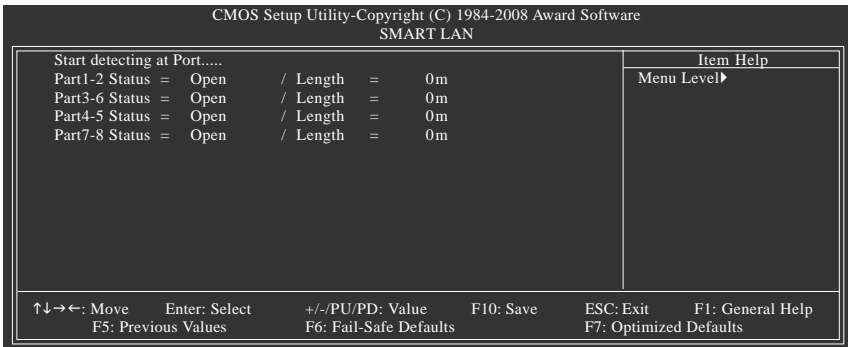 CMOS Setup Utility-Copyright (C) 1984-2008 Award Software
SMART LAN
Start detecting at Port.....
Part1-2 Status = Open / Length = 0m
Part3-6 Status = Open / Length = 0m
Part4-5 Status = Open / Length = 0m
Part7-8 Status = Open / Length = 0m
Item Help
Menu Level▶
↑↓→←: Move Enter: Select +/-/PU/PD: Value F10: Save ESC: Exit F1: General Help
F5: Previous Values F6: Fail-Safe Defaults F7: Optimized Defaults